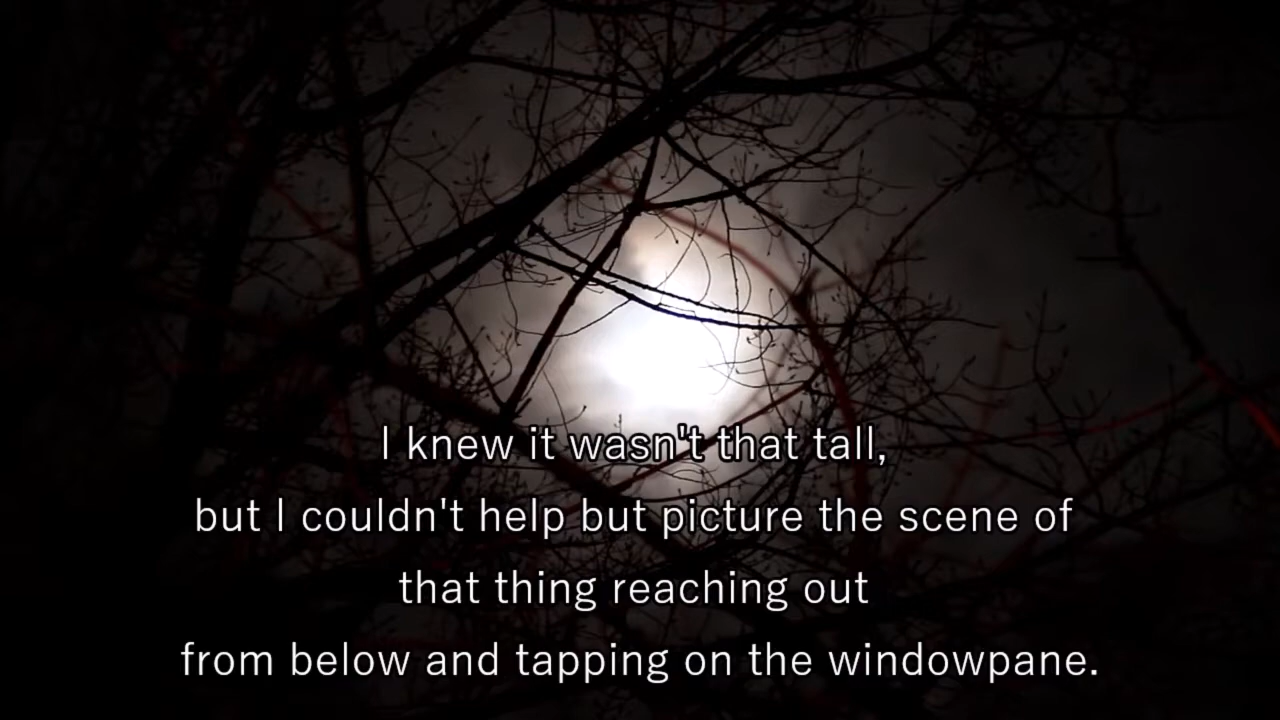 I knew it wasn't that tall,
but I couldn't help but picture the scene of
that thing reaching out
from below and tapping on the windowpane.